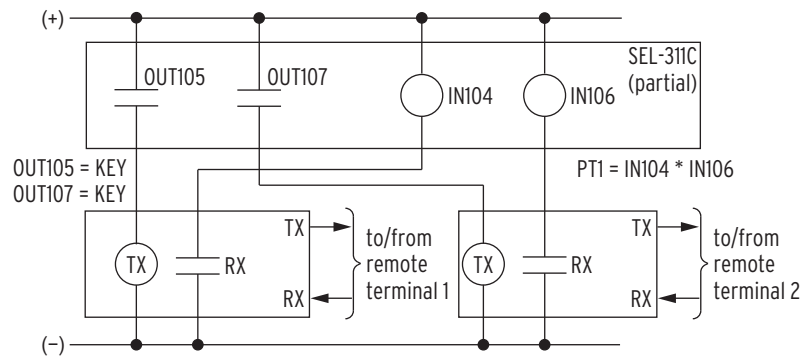 (+)
SEL-311C
(partial)
OUT105
OUT107
IN104
IN106
OUT105 = KEY
OUT107 = KEY
PT1 = IN104 * IN106
TX
RX
TX
RX
to/from
remote
terminal 1
TX
RX
TX
RX
to/from
remote
terminal 2
(–)